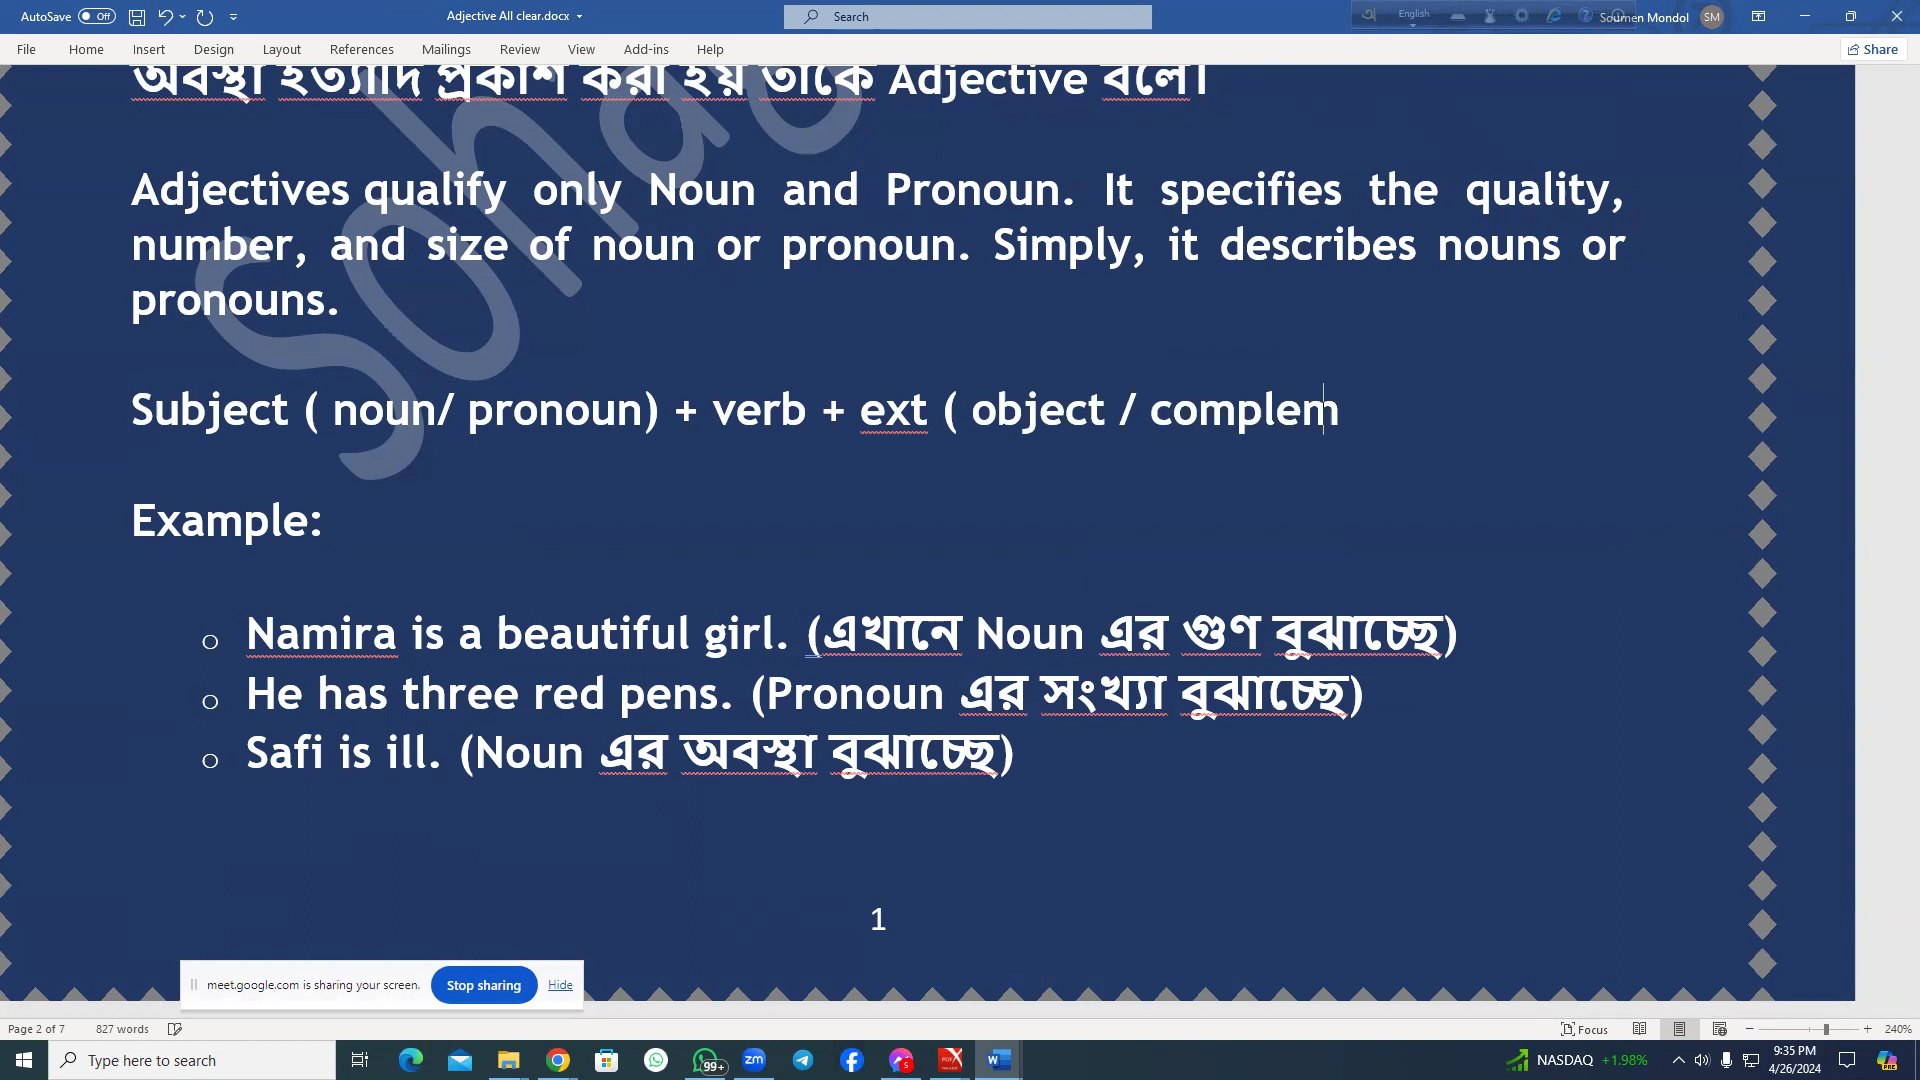 AutoSave Off Adjective All clear.docx Search English Soumen Mondol SM
File Home Insert Design Layout References Mailings Review View Add-ins Help Share
অবস্থা ইত্যাদি প্রকাশ করা হয় তাকে Adjective বলে।
Adjectives qualify only Noun and Pronoun. It specifies the quality,
number, and size of noun or pronoun. Simply, it describes nouns or
pronouns.
Subject ( noun/ pronoun) + verb + ext ( object / complem
Example:
o Namira is a beautiful girl. (এখানে Noun এর গুণ বুঝাচ্ছে)
o He has three red pens. (Pronoun এর সংখ্যা বুঝাচ্ছে)
o Safi is ill. (Noun এর অবস্থা বুঝাচ্ছে)
1
meet.google.com is sharing your screen. Stop sharing Hide
Page 2 of 7 827 words Focus 240%
Type here to search 99+ zm 5 NASDAQ +1.98% 9:35 PM
4/26/2024